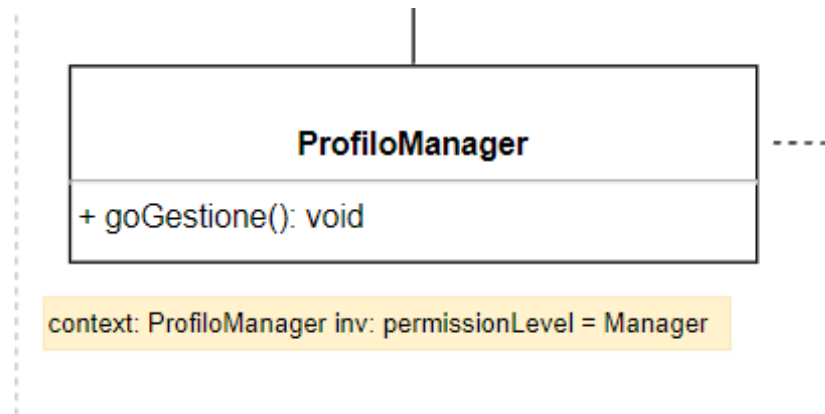 ProfiloManager
+ goGestione(): void
context: ProfiloManager inv: permissionLevel = Manager